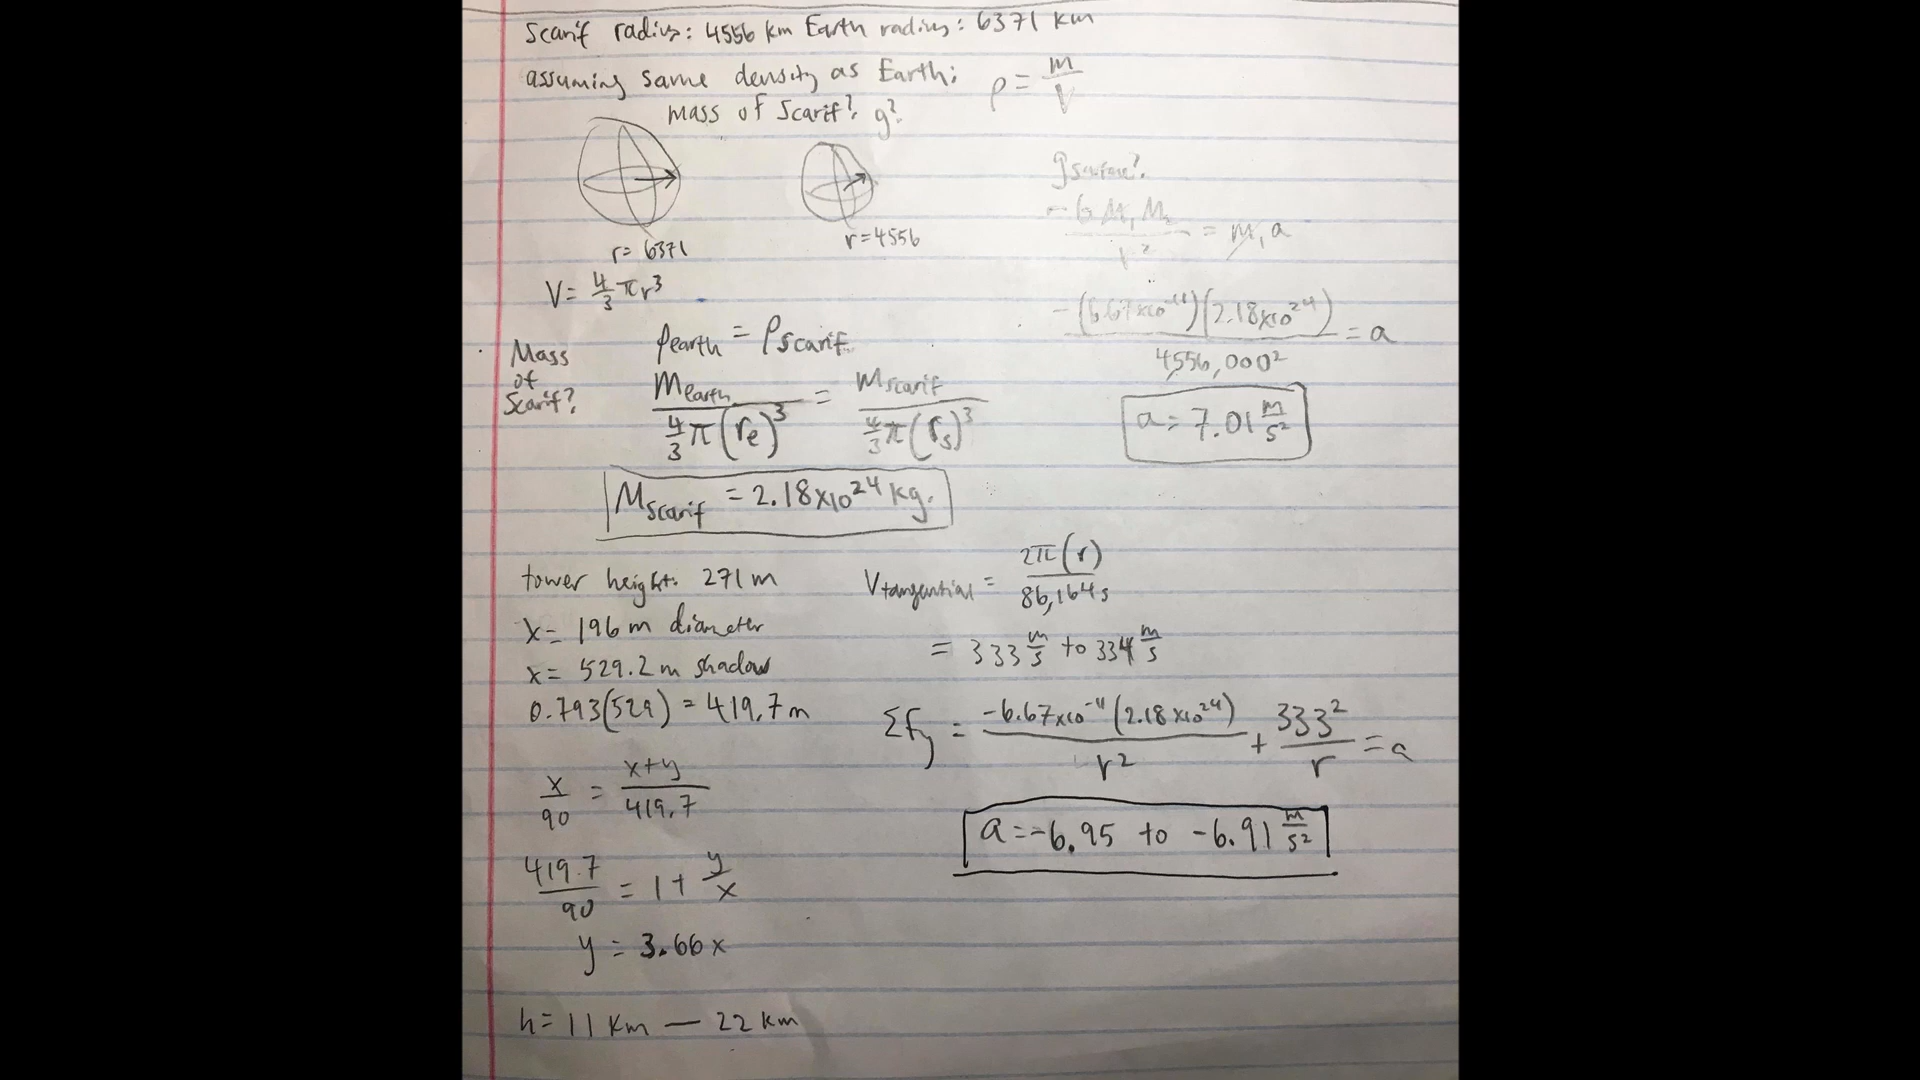 Scarif radius: 4556 km Earth radius: 6371 km
assuming same density as Earth:
mass of Scarif? g?
ρ = m/V
r = 6371
r = 4556
V = 4/3 πr³
Mass of Scarif?
ρearth = ρScarif
Mearth / 4/3 π(re)³ = Mscarif / 4/3 π(rs)³
MScarif = 2.18x10²⁴ kg.
gsurface?
-G M₁ M₂ / r² = m₁a
-(6.67x10⁻¹¹)(2.18x10²⁴) / 4556,000² = a
a = 7.01 m/s²
tower height: 271 m
x = 196 m diameter
x = 529.2 m shadow
0.793(529) = 419.7 m
x/90 = x+y / 419.7
419.7/90 = 1 + y/x
y = 3.66x
h = 11 km — 22 km
Vtangential = 2π(r) / 86,164 s
= 333 m/s to 334 m/s
ΣFy = -6.67x10⁻¹¹(2.18x10²⁴) / r² + 333² / r = a
a = -6.95 to -6.91 m/s²